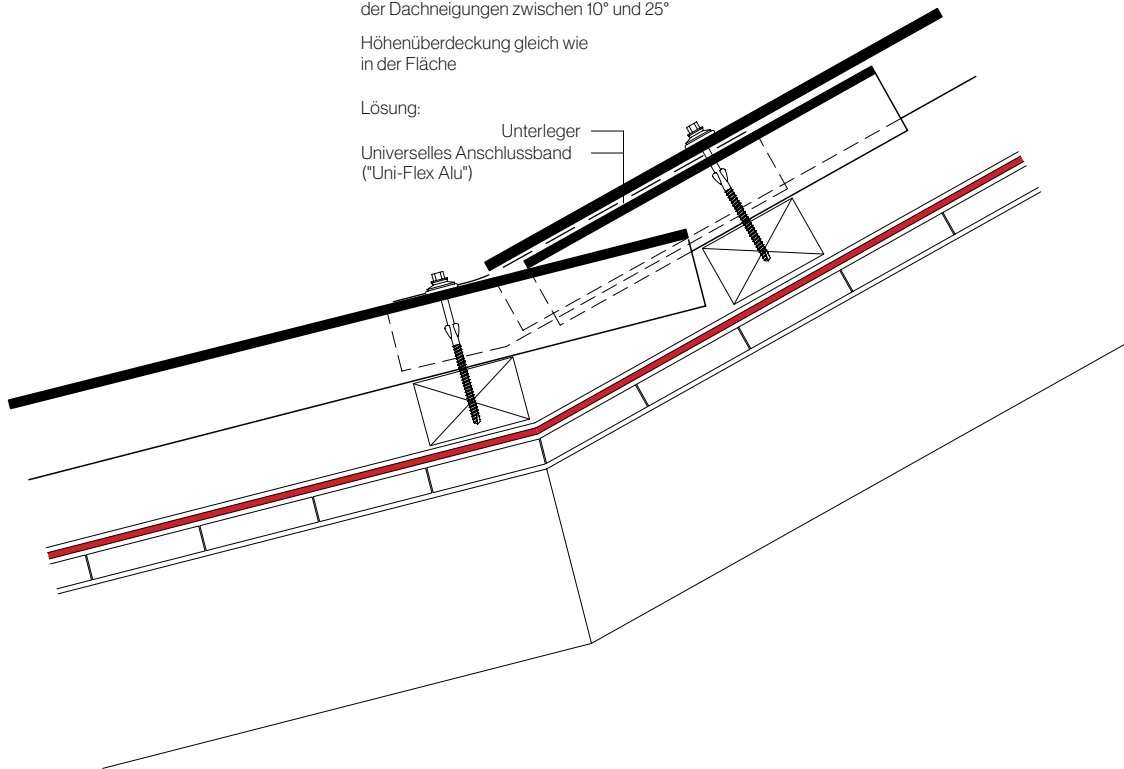 der Dachneigungen zwischen 10° und 25°
Höhenüberdeckung gleich wie
in der Fläche
Lösung:
Unterleger
Universelles Anschlussband
("Uni-Flex Alu")